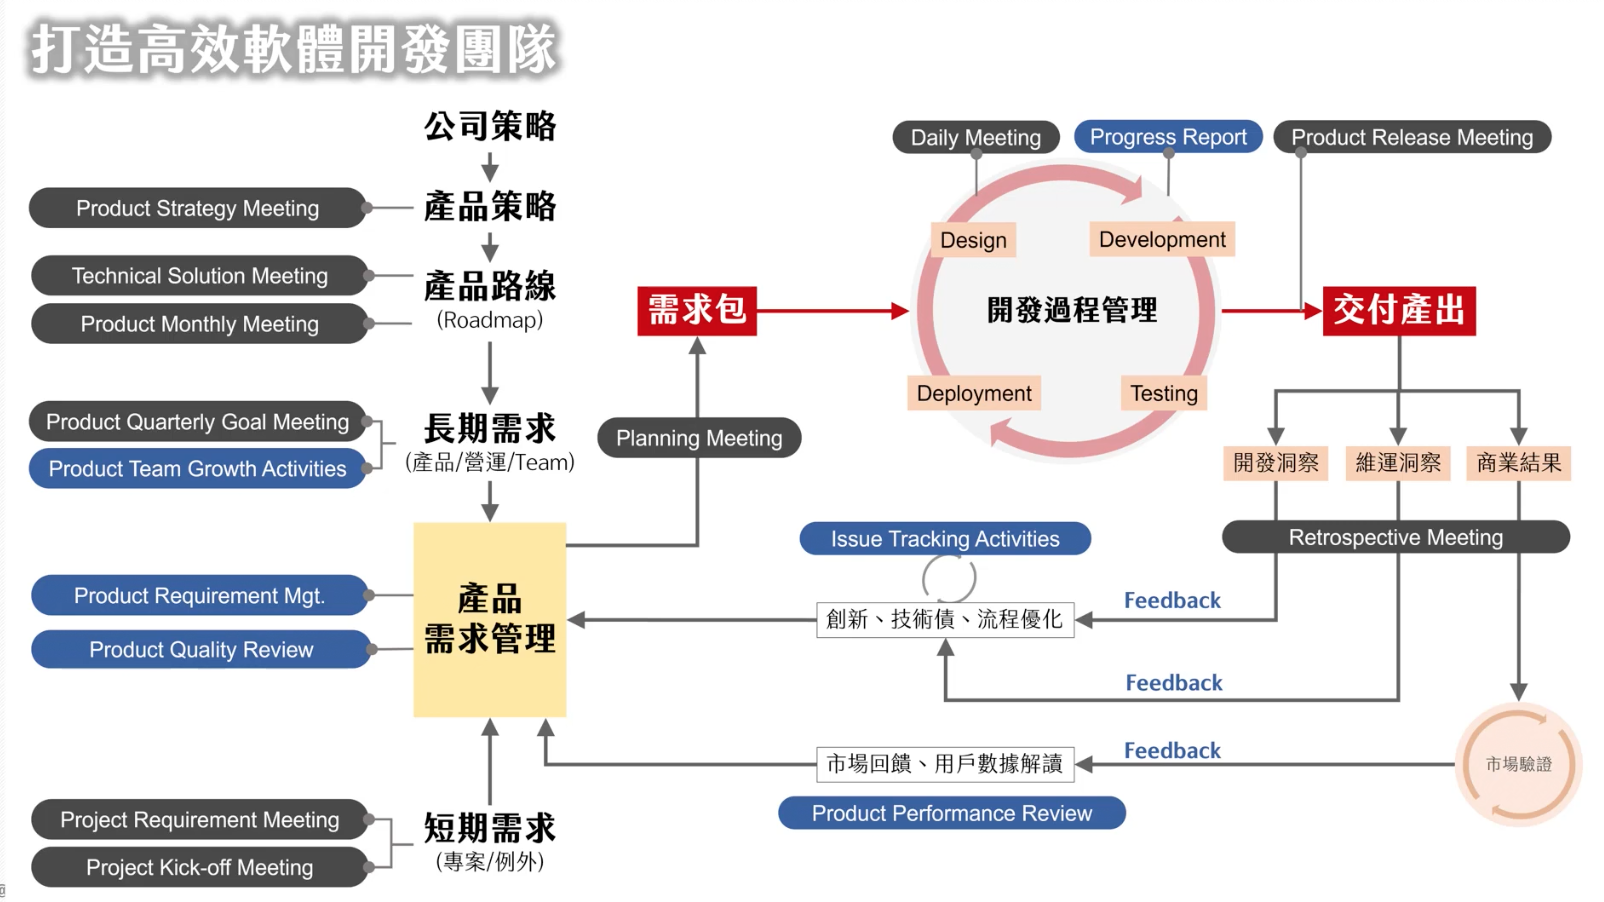 打造高效軟體開發團隊
公司策略
Product Strategy Meeting
產品策略
Technical Solution Meeting
Product Monthly Meeting
產品路線
(Roadmap)
Product Quarterly Goal Meeting
Product Team Growth Activities
長期需求
(產品/營運/Team)
Product Requirement Mgt.
Product Quality Review
產品
需求管理
Project Requirement Meeting
Project Kick-off Meeting
短期需求
(專案/例外)
Planning Meeting
需求包
Daily Meeting
Progress Report
Product Release Meeting
Design
Development
開發過程管理
Deployment
Testing
交付產出
開發洞察
維運洞察
商業結果
Retrospective Meeting
Issue Tracking Activities
Feedback
創新、技術債、流程優化
Feedback
Feedback
市場回饋、用戶數據解讀
市場驗證
Product Performance Review
@